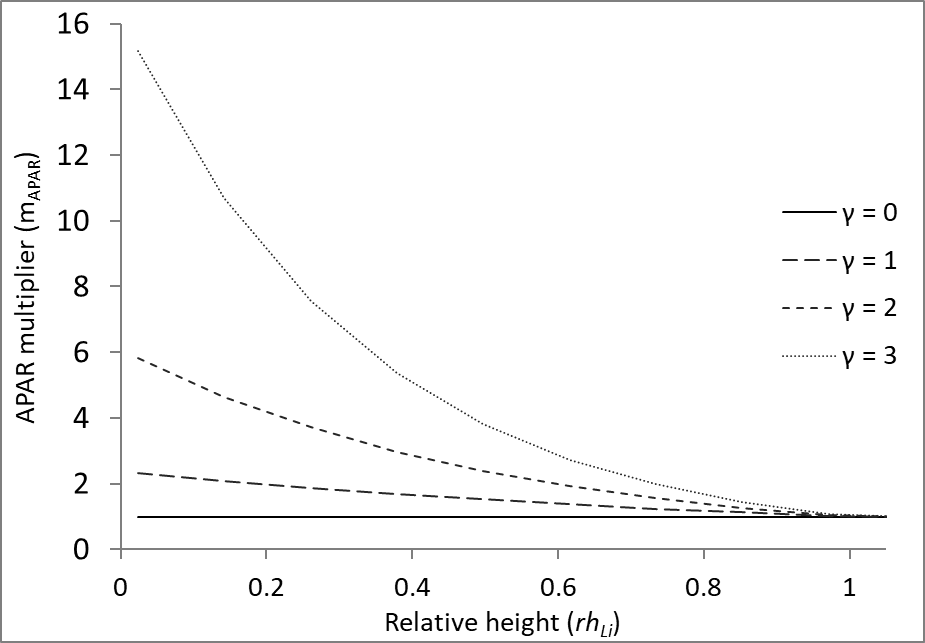 16
14
12
10
8
6
4
2
0
APAR multiplier (mAPAR)
γ = 0
γ = 1
γ = 2
γ = 3
0
0.2
0.4
0.6
0.8
1
Relative height (rhLi)